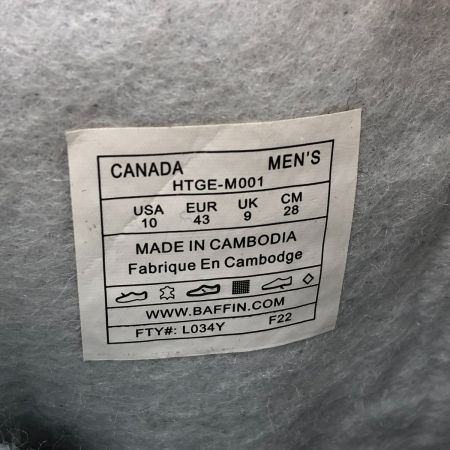 CANADA MEN'S
HTGE-M001
USA EUR UK CM
10 43 9 28
MADE IN CAMBODIA
Fabrique En Cambodge
WWW.BAFFIN.COM
FTY#: L034Y F22